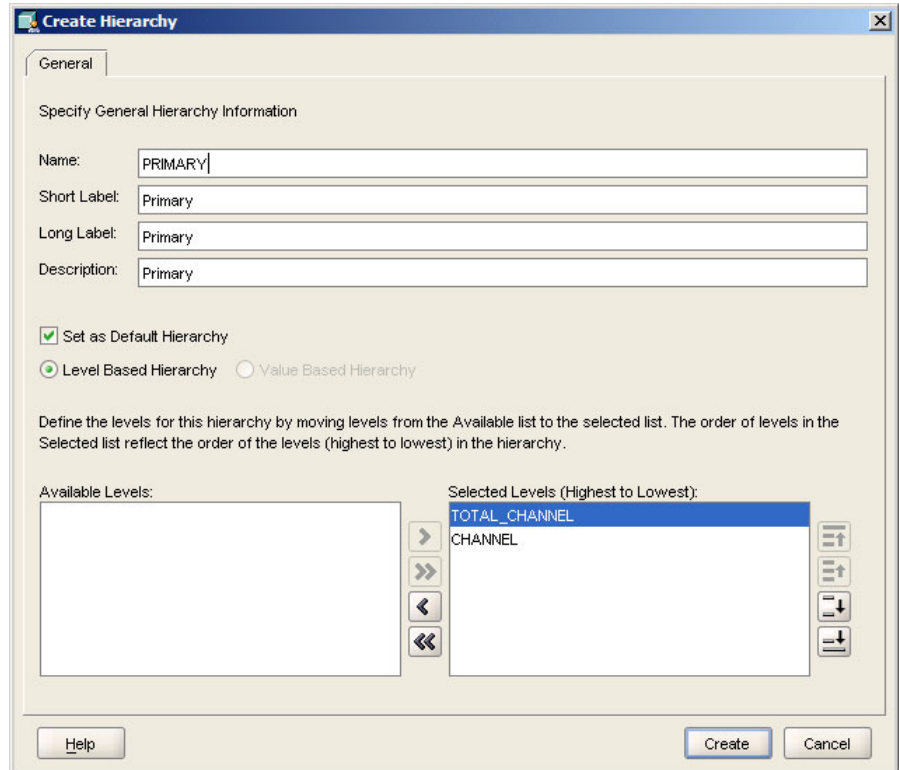 Create Hierarchy
General
Specify General Hierarchy Information
Name: PRIMARY
Short Label: Primary
Long Label: Primary
Description: Primary
Set as Default Hierarchy
Level Based Hierarchy Value Based Hierarchy
Define the levels for this hierarchy by moving levels from the Available list to the selected list. The order of levels in the
Selected list reflect the order of the levels (highest to lowest) in the hierarchy.
Available Levels: Selected Levels (Highest to Lowest):
TOTAL_CHANNEL
CHANNEL
Help Create Cancel